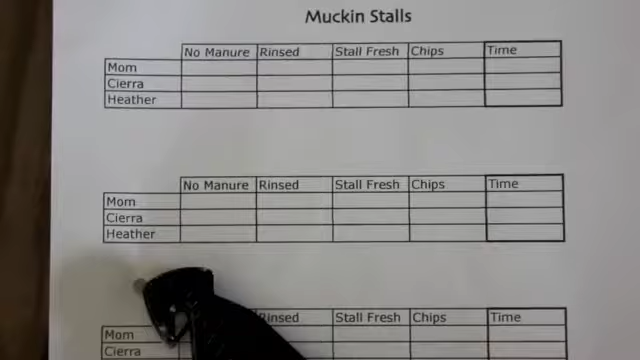 Muckin Stalls
No Manure Rinsed Stall Fresh Chips Time
Mom
Cierra
Heather
No Manure Rinsed Stall Fresh Chips Time
Mom
Cierra
Heather
Stall Fresh Chips Time
Mom
Cierra